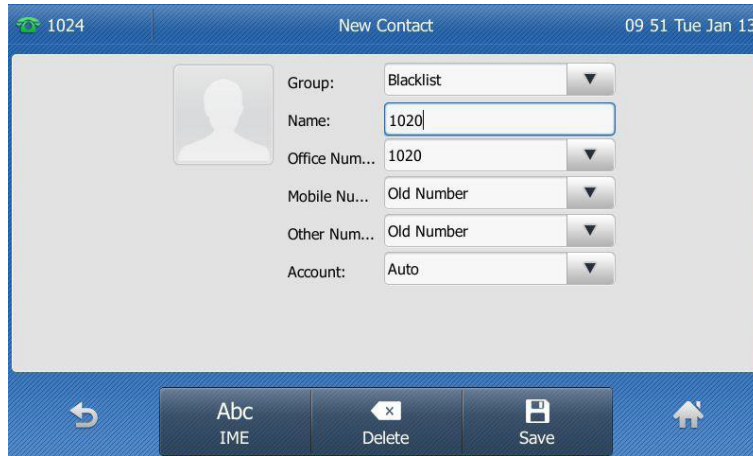 1024 New Contact 09 51 Tue Jan 13
Group: Blacklist
Name: 1020
Office Num... 1020
Mobile Nu... Old Number
Other Num... Old Number
Account: Auto
Abc
IME Delete Save